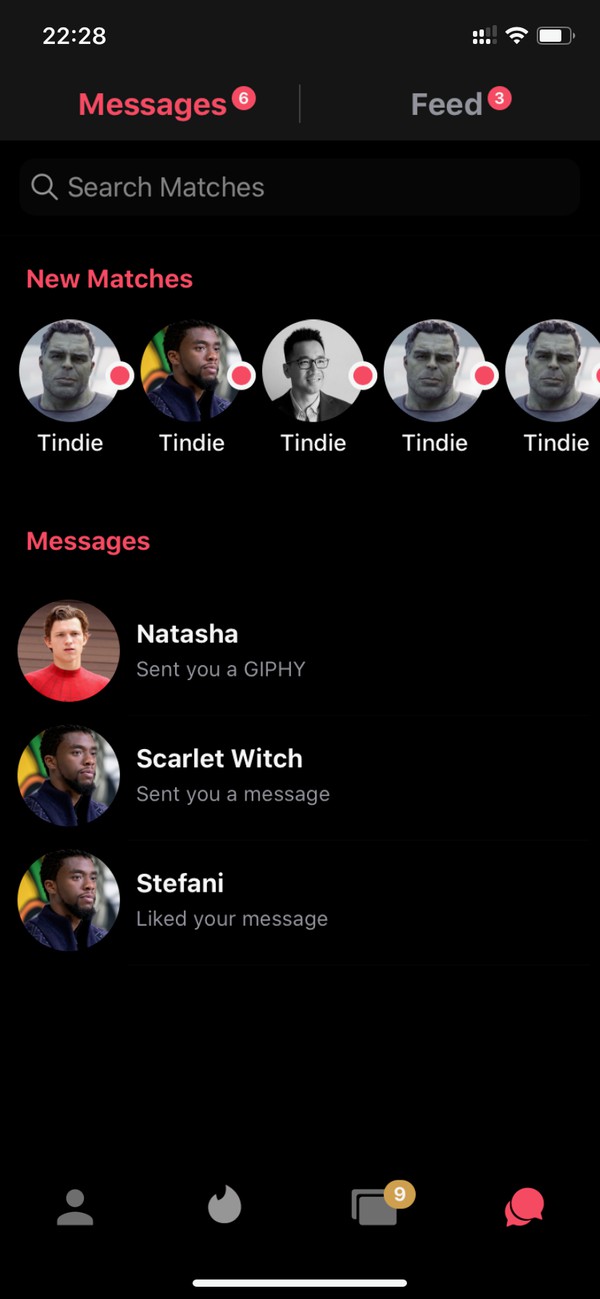 22:28
Messages 6 Feed 3
Search Matches
New Matches
Tindie Tindie Tindie Tindie Tindie
Messages
Natasha
Sent you a GIPHY
Scarlet Witch
Sent you a message
Stefani
Liked your message
9